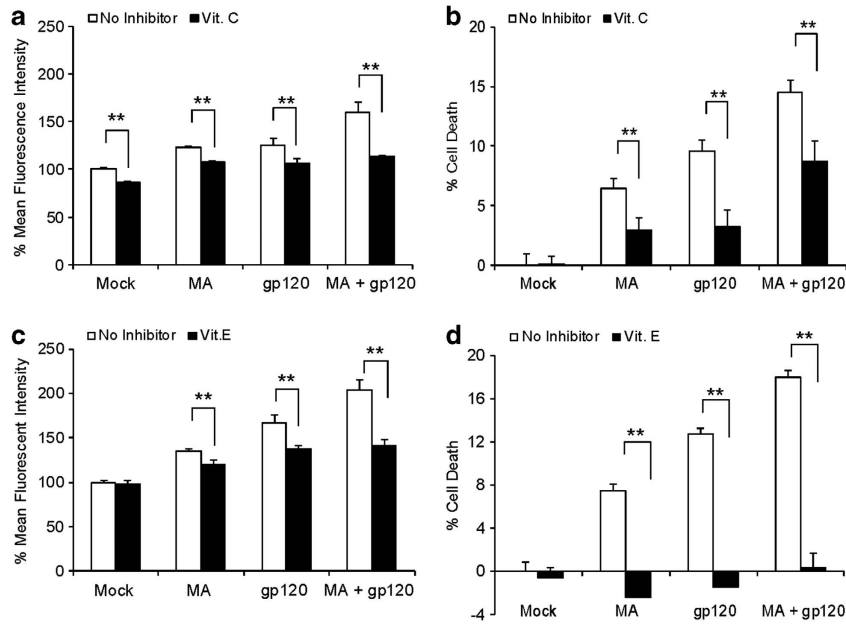 a
No Inhibitor Vit. C
% Mean Fluorescence Intensity
250
200
150
100
50
0
** ** ** **
Mock MA gp120 MA + gp120
b
No Inhibitor Vit. C
% Cell Death
20
15
10
5
0
** ** **
Mock MA gp120 MA + gp120
c
No Inhibitor Vit.E
% Mean Fluorescent Intensity
250
200
150
100
50
0
** ** **
Mock MA gp120 MA + gp120
d
No Inhibitor Vit. E
% Cell Death
20
16
12
8
4
0
-4
** ** **
Mock MA gp120 MA + gp120